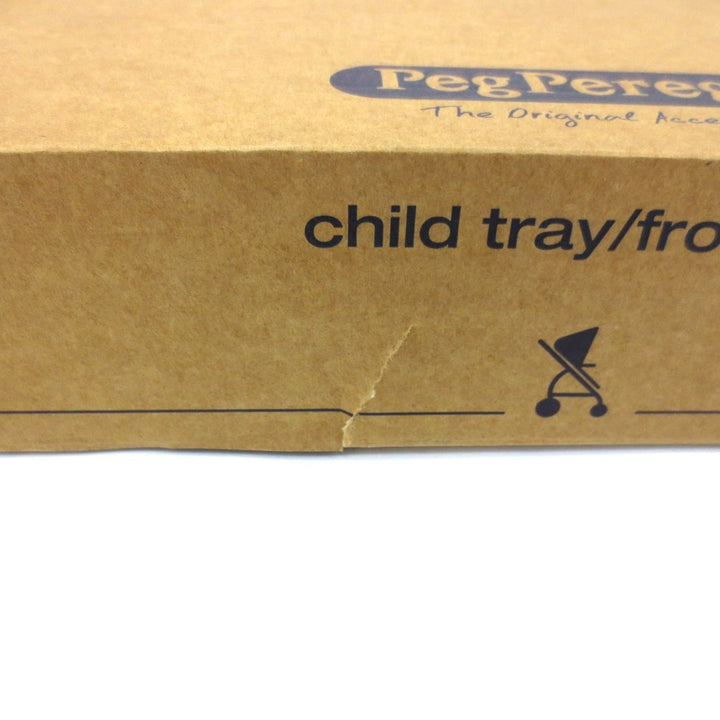 PegPere
The Original Acce
child tray/fro